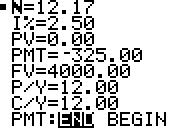 N=12.17
I%=2.50
PV=0.00
PMT=-325.00
FV=4000.00
P/Y=12.00
C/Y=12.00
PMT:END BEGIN